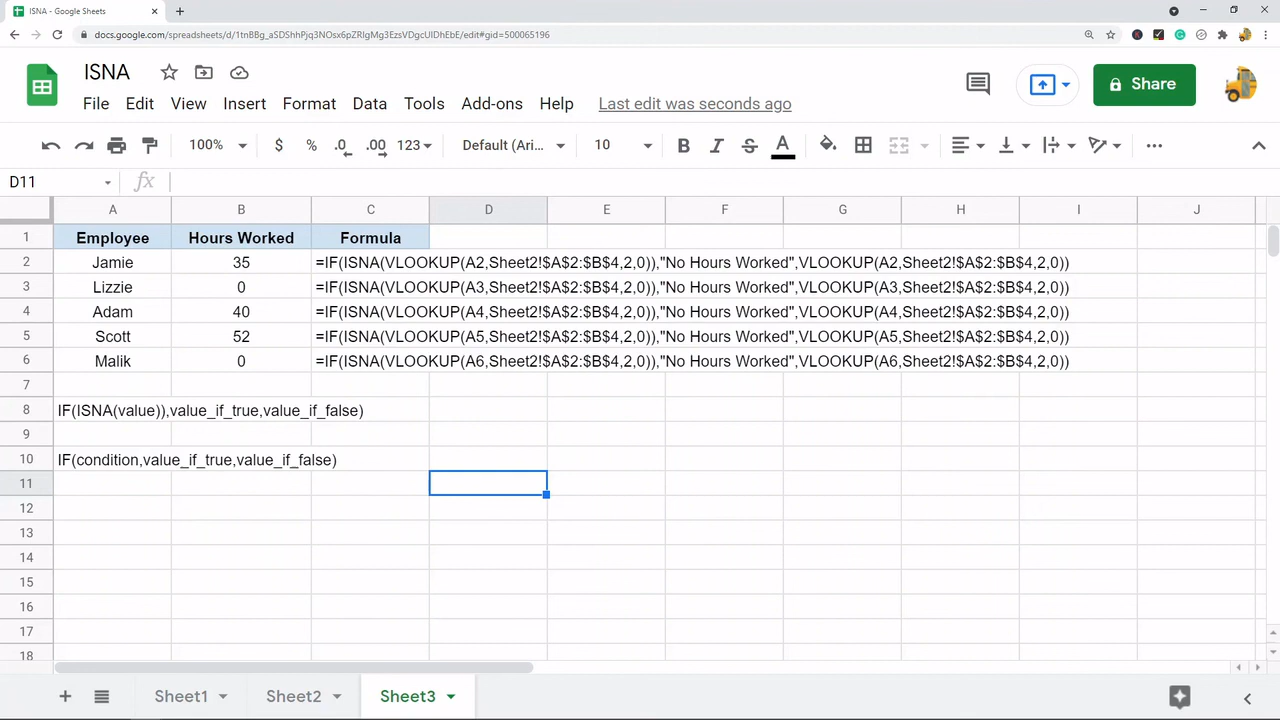 ISNA - Google Sheets
docs.google.com/spreadsheets/d/1tnBBg_aSDShhPjq3NOsx6pZRlgMg3EzsVDgcUIDhEbE/edit#gid=500065196
ISNA
File Edit View Insert Format Data Tools Add-ons Help Last edit was seconds ago
Share
100% $ % .0 .00 123 Default (Ari... 10 B I S A
D11 fx
A B C D E F G H I J
1 Employee Hours Worked Formula
2 Jamie 35 =IF(ISNA(VLOOKUP(A2,Sheet2!$A$2:$B$4,2,0)),"No Hours Worked",VLOOKUP(A2,Sheet2!$A$2:$B$4,2,0))
3 Lizzie 0 =IF(ISNA(VLOOKUP(A3,Sheet2!$A$2:$B$4,2,0)),"No Hours Worked",VLOOKUP(A3,Sheet2!$A$2:$B$4,2,0))
4 Adam 40 =IF(ISNA(VLOOKUP(A4,Sheet2!$A$2:$B$4,2,0)),"No Hours Worked",VLOOKUP(A4,Sheet2!$A$2:$B$4,2,0))
5 Scott 52 =IF(ISNA(VLOOKUP(A5,Sheet2!$A$2:$B$4,2,0)),"No Hours Worked",VLOOKUP(A5,Sheet2!$A$2:$B$4,2,0))
6 Malik 0 =IF(ISNA(VLOOKUP(A6,Sheet2!$A$2:$B$4,2,0)),"No Hours Worked",VLOOKUP(A6,Sheet2!$A$2:$B$4,2,0))
7
8 IF(ISNA(value)),value_if_true,value_if_false)
9
10 IF(condition,value_if_true,value_if_false)
11
12
13
14
15
16
17
18
Sheet1 Sheet2 Sheet3